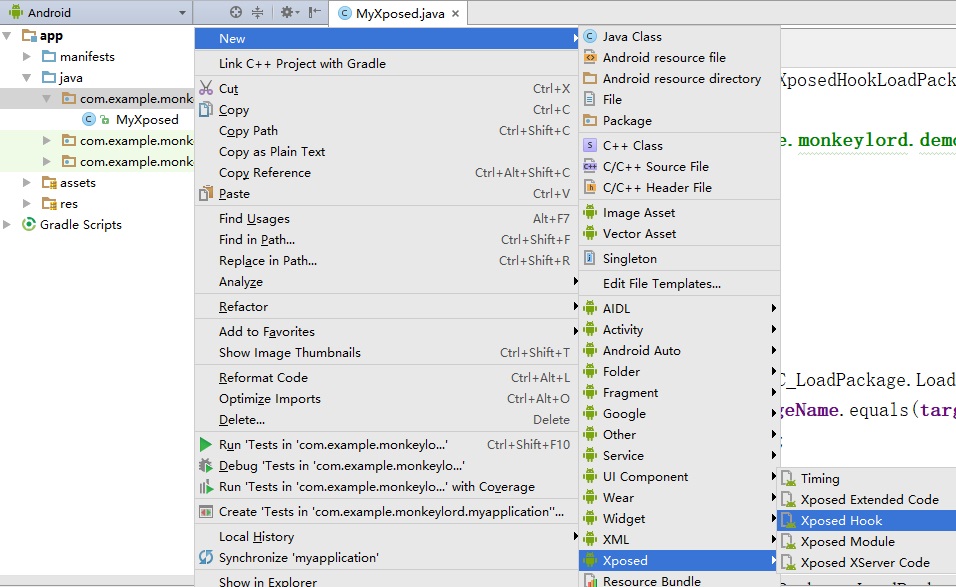 Android
MyXposed.java
app
manifests
java
com.example.monk
MyXposed
com.example.monk
com.example.monk
assets
res
Gradle Scripts
New
Link C++ Project with Gradle
Cut Ctrl+X
Copy Ctrl+C
Copy Path Ctrl+Shift+C
Copy as Plain Text
Copy Reference Ctrl+Alt+Shift+C
Paste Ctrl+V
Find Usages Alt+F7
Find in Path... Ctrl+Shift+F
Replace in Path... Ctrl+Shift+R
Analyze
Refactor
Add to Favorites
Show Image Thumbnails Ctrl+Shift+T
Reformat Code Ctrl+Alt+L
Optimize Imports Ctrl+Alt+O
Delete... Delete
Run 'Tests in 'com.example.monkeylo...' Ctrl+Shift+F10
Debug 'Tests in 'com.example.monkeylo...'
Run 'Tests in 'com.example.monkeylo...' with Coverage
Create 'Tests in 'com.example.monkeylord.myapplication''...
Local History
Synchronize 'myapplication'
Show in Explorer
Java Class
Android resource file
Android resource directory
File
Package
C++ Class
C/C++ Source File
C/C++ Header File
Image Asset
Vector Asset
Singleton
Edit File Templates...
AIDL
Activity
Android Auto
Folder
Fragment
Google
Other
Service
UI Component
Wear
Widget
XML
Xposed
Resource Bundle
Timing
Xposed Extended Code
Xposed Hook
Xposed Module
Xposed XServer Code
XposedHookLoadPack
e.monkeylord.demo
C_LoadPackage.Load
geName.equals(targ